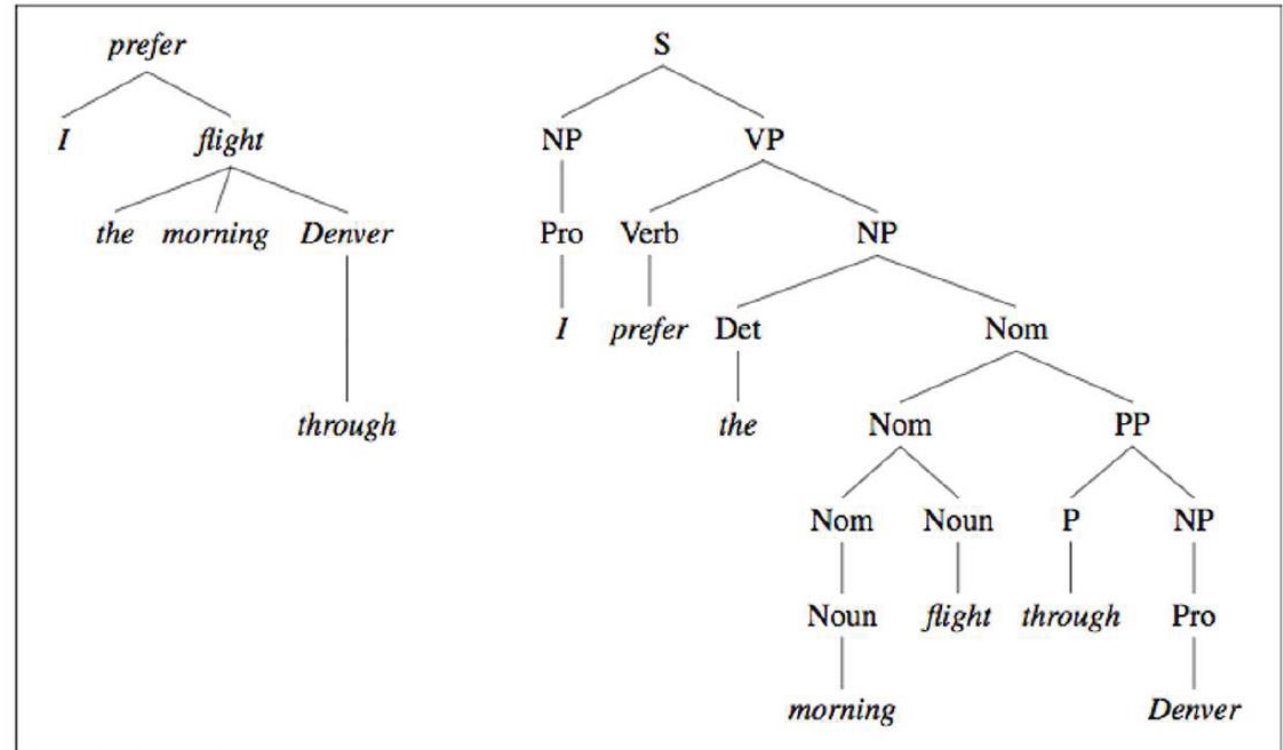 prefer S
I flight NP VP
the morning Denver Pro Verb NP
I prefer Det Nom
through the Nom PP
Nom Noun P NP
Noun flight through Pro
morning Denver